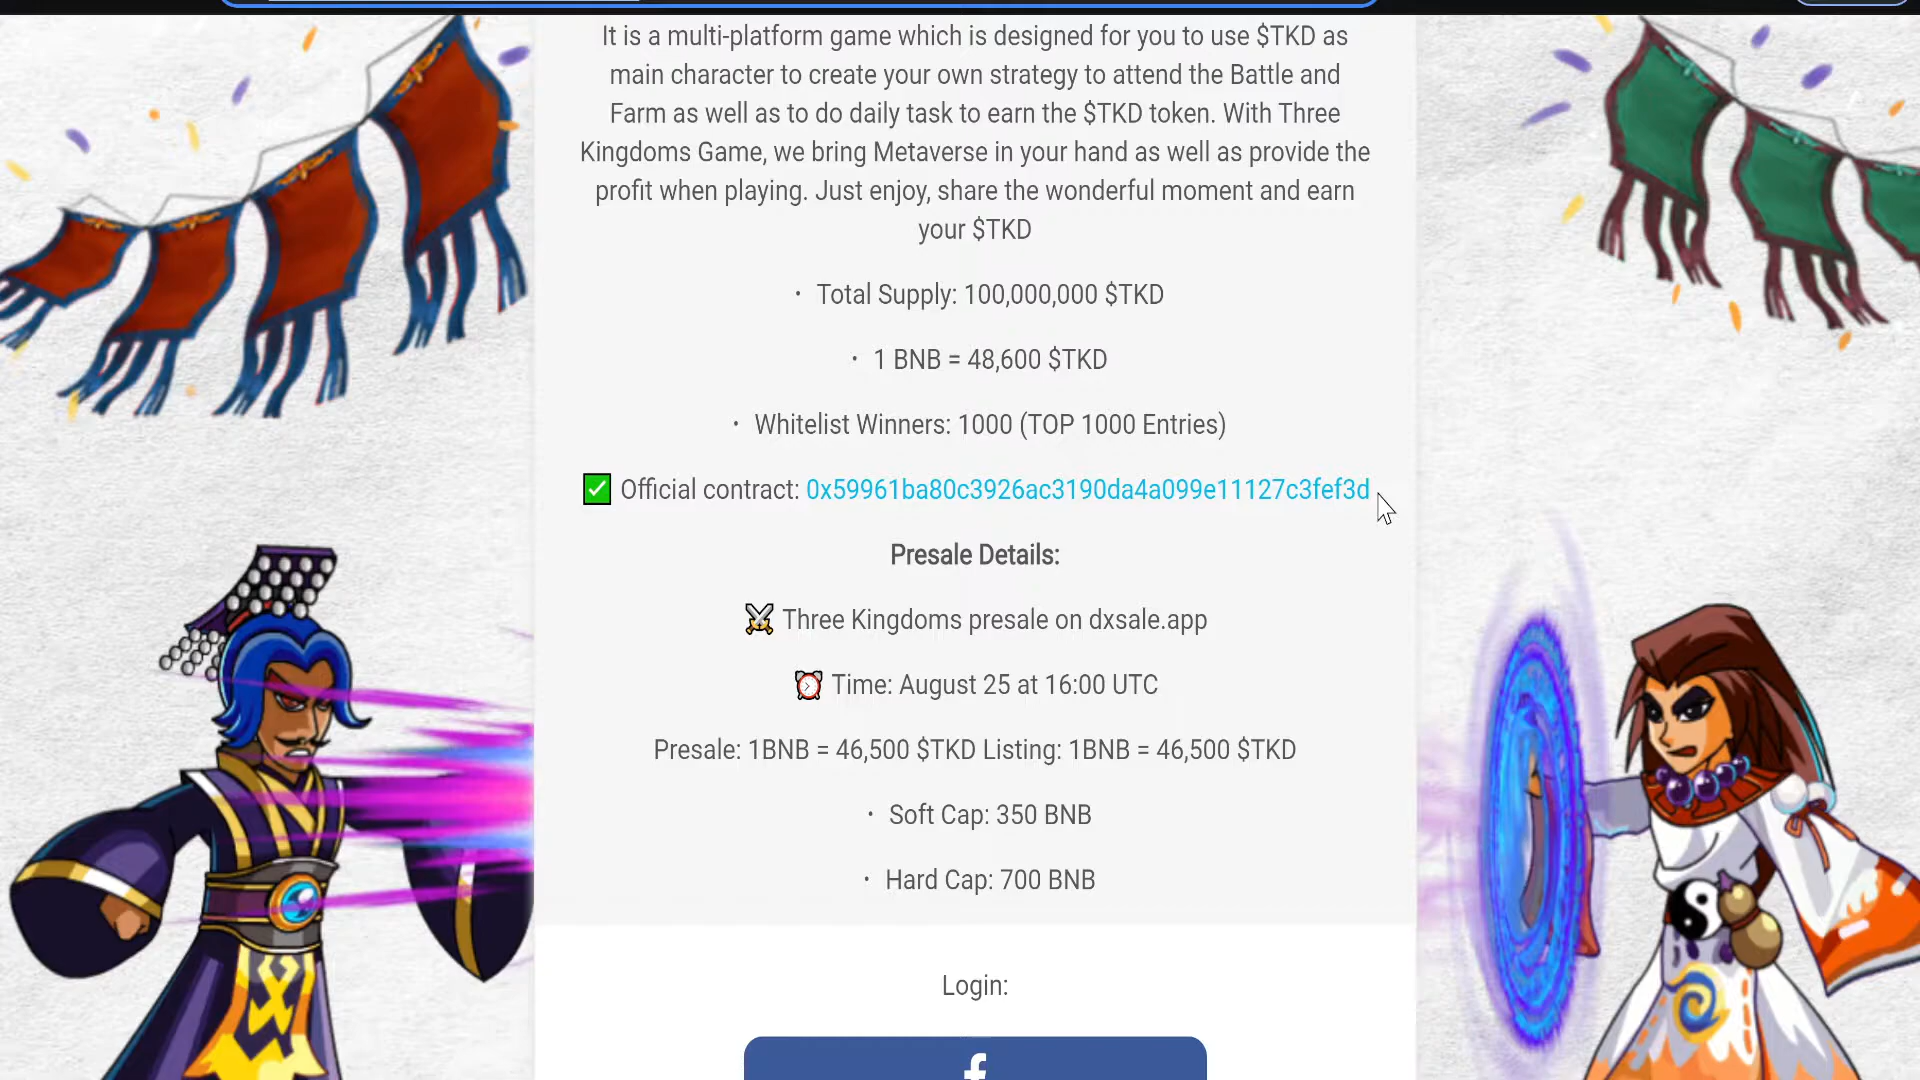 It is a multi-platform game which is designed for you to use $TKD as
main character to create your own strategy to attend the Battle and
Farm as well as to do daily task to earn the $TKD token. With Three
Kingdoms Game, we bring Metaverse in your hand as well as provide the
profit when playing. Just enjoy, share the wonderful moment and earn
your $TKD
· Total Supply: 100,000,000 $TKD
· 1 BNB = 48,600 $TKD
· Whitelist Winners: 1000 (TOP 1000 Entries)
✅ Official contract: 0x59961ba80c3926ac3190da4a099e11127c3fef3d
Presale Details:
⚔️ Three Kingdoms presale on dxsale.app
⏰ Time: August 25 at 16:00 UTC
Presale: 1BNB = 46,500 $TKD Listing: 1BNB = 46,500 $TKD
· Soft Cap: 350 BNB
· Hard Cap: 700 BNB
Login: